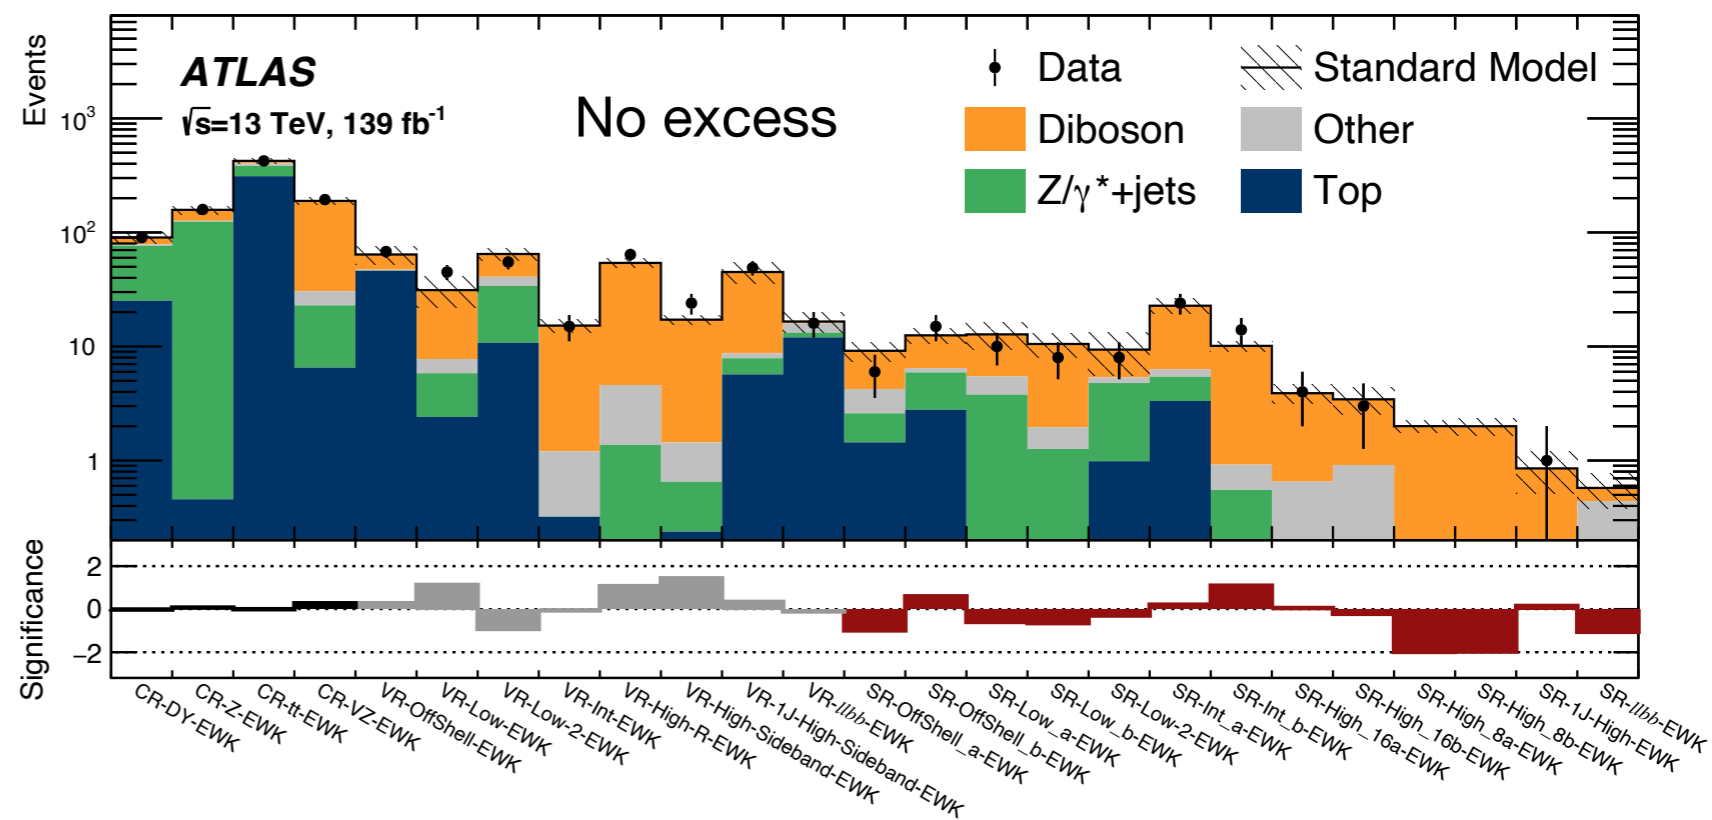 Events
10³
10²
10
1
ATLAS
√s=13 TeV, 139 fb⁻¹
No excess
Data
Standard Model
Diboson
Other
Z/γ*+jets
Top
Significance
2
0
−2
CR-DY-EWK
CR-Z-EWK
CR-tt-EWK
CR-VZ-EWK
VR-OffShell-EWK
VR-Low-EWK
VR-Low-2-EWK
VR-Int-EWK
VR-High-R-EWK
VR-High-Sideband-EWK
VR-1J-High-Sideband-EWK
VR-llbb-EWK
SR-OffShell_a-EWK
SR-OffShell_b-EWK
SR-Low_a-EWK
SR-Low_b-EWK
SR-Low-2-EWK
SR-Int_a-EWK
SR-Int_b-EWK
SR-High_16a-EWK
SR-High_16b-EWK
SR-High_8a-EWK
SR-High_8b-EWK
SR-1J-High-EWK
SR-llbb-EWK